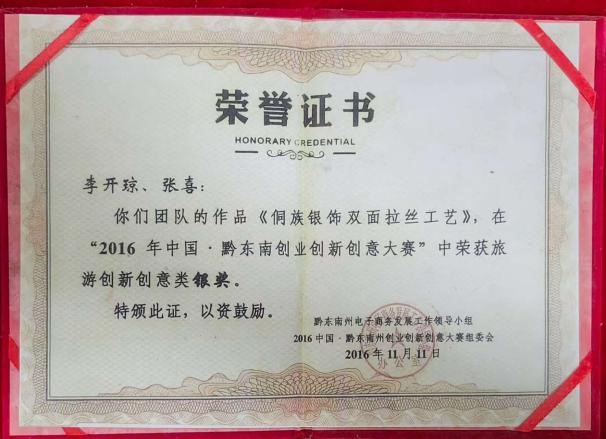 荣誉证书
HONORARY CREDENTIAL
李开琼、张喜：
你们团队的作品《侗族银饰双面拉丝工艺》，在
“2016 年中国·黔东南创业创新创意大赛”中荣获旅
游创新创意类银奖。
特颁此证，以资鼓励。
黔东南州电子商务发展工作领导小组
2016 中国·黔东南州创业创新创意大赛组委会
2016 年 11 月 11 日
办公室